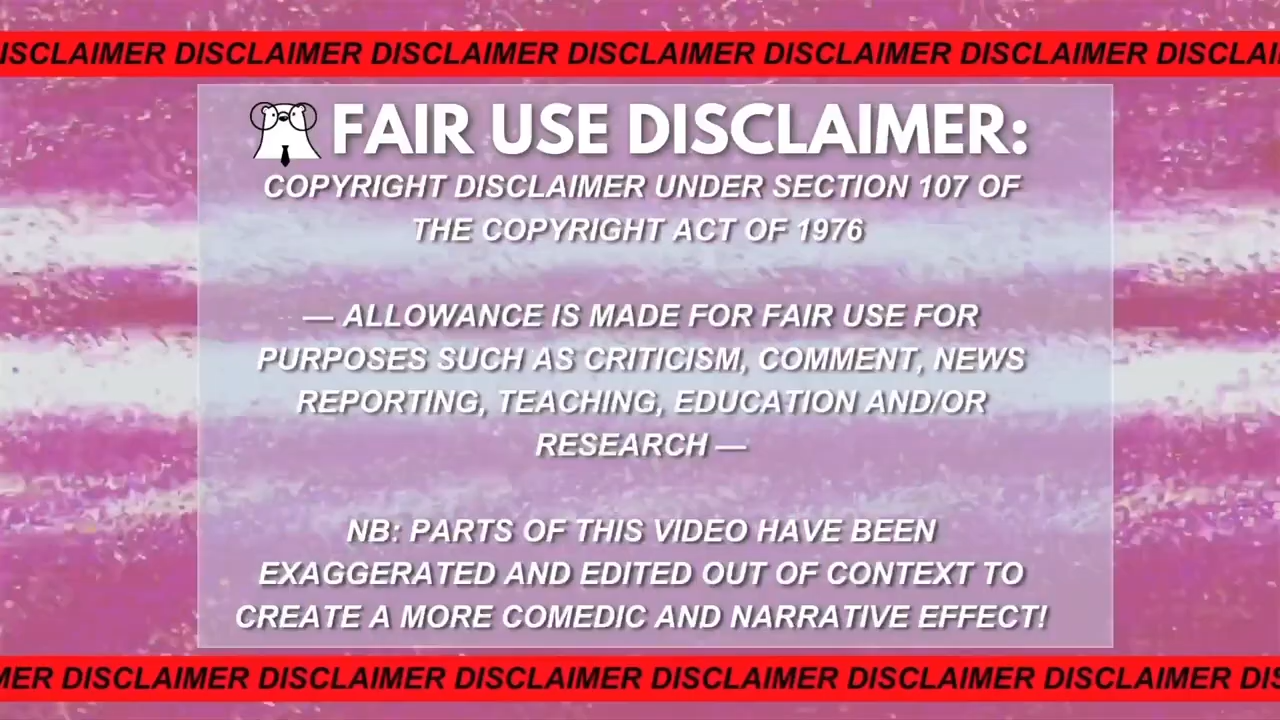 ISCLAIMER DISCLAIMER DISCLAIMER DISCLAIMER DISCLAIMER DISCLAIMER DISCLAI
FAIR USE DISCLAIMER:
COPYRIGHT DISCLAIMER UNDER SECTION 107 OF
THE COPYRIGHT ACT OF 1976
— ALLOWANCE IS MADE FOR FAIR USE FOR
PURPOSES SUCH AS CRITICISM, COMMENT, NEWS
REPORTING, TEACHING, EDUCATION AND/OR
RESEARCH —
NB: PARTS OF THIS VIDEO HAVE BEEN
EXAGGERATED AND EDITED OUT OF CONTEXT TO
CREATE A MORE COMEDIC AND NARRATIVE EFFECT!
MER DISCLAIMER DISCLAIMER DISCLAIMER DISCLAIMER DISCLAIMER DISCLAIMER DIS